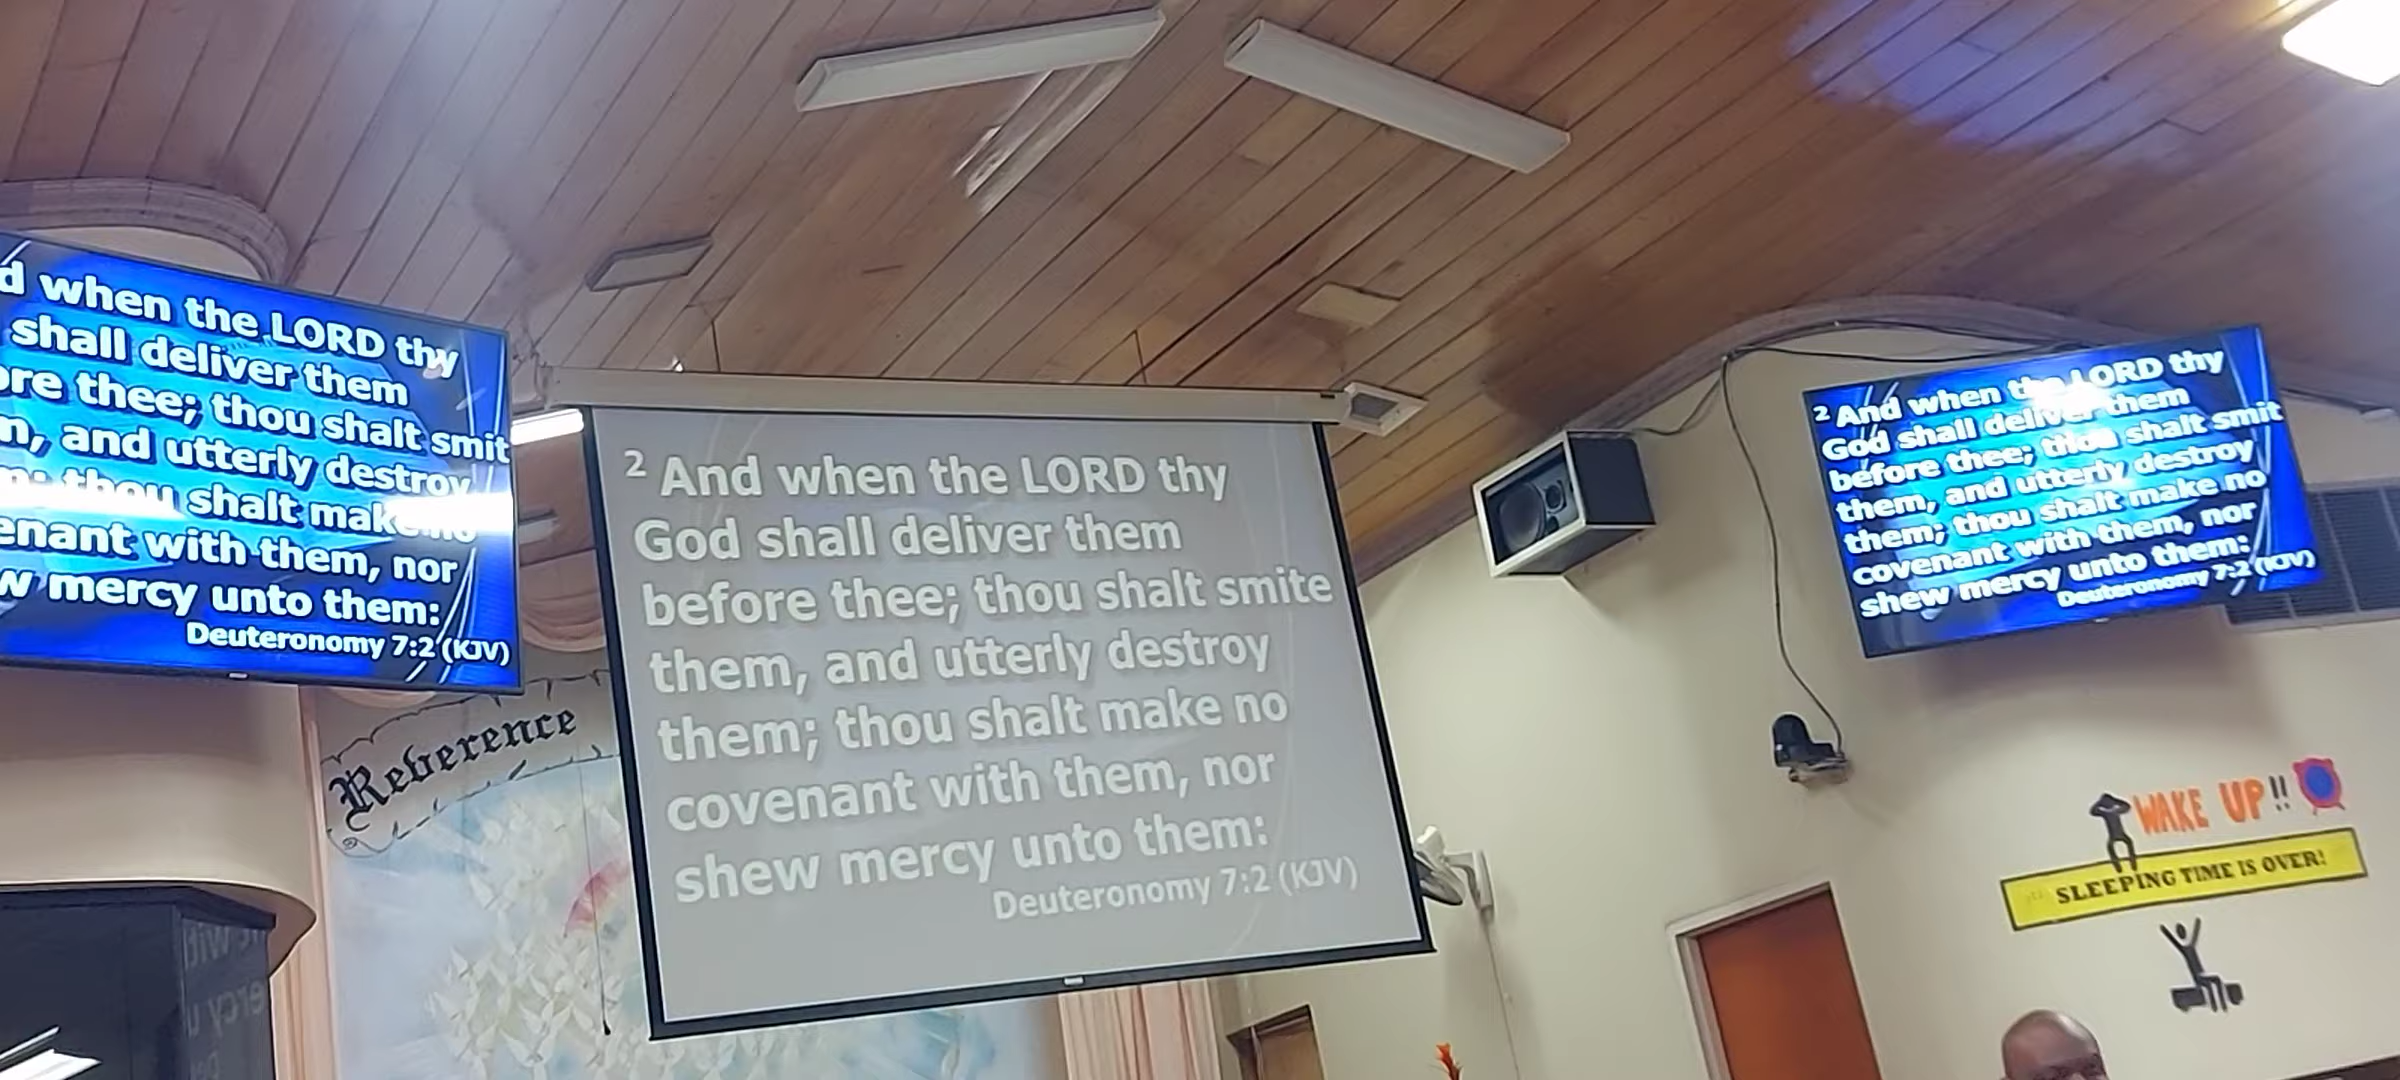 d when the LORD thy
shall deliver them
ore thee; thou shalt smit
m, and utterly destroy
m; thou shalt make no
enant with them, nor
w mercy unto them:
Deuteronomy 7:2 (KJV)
Reverence
2 And when the LORD thy
God shall deliver them
before thee; thou shalt smite
them, and utterly destroy
them; thou shalt make no
covenant with them, nor
shew mercy unto them:
Deuteronomy 7:2 (KJV)
2 And when the LORD thy
God shall deliver them
before thee; thou shalt smit
them, and utterly destroy
them; thou shalt make no
covenant with them, nor
shew mercy unto them:
Deuteronomy 7:2 (KJV)
WAKE UP!!
SLEEPING TIME IS OVER!